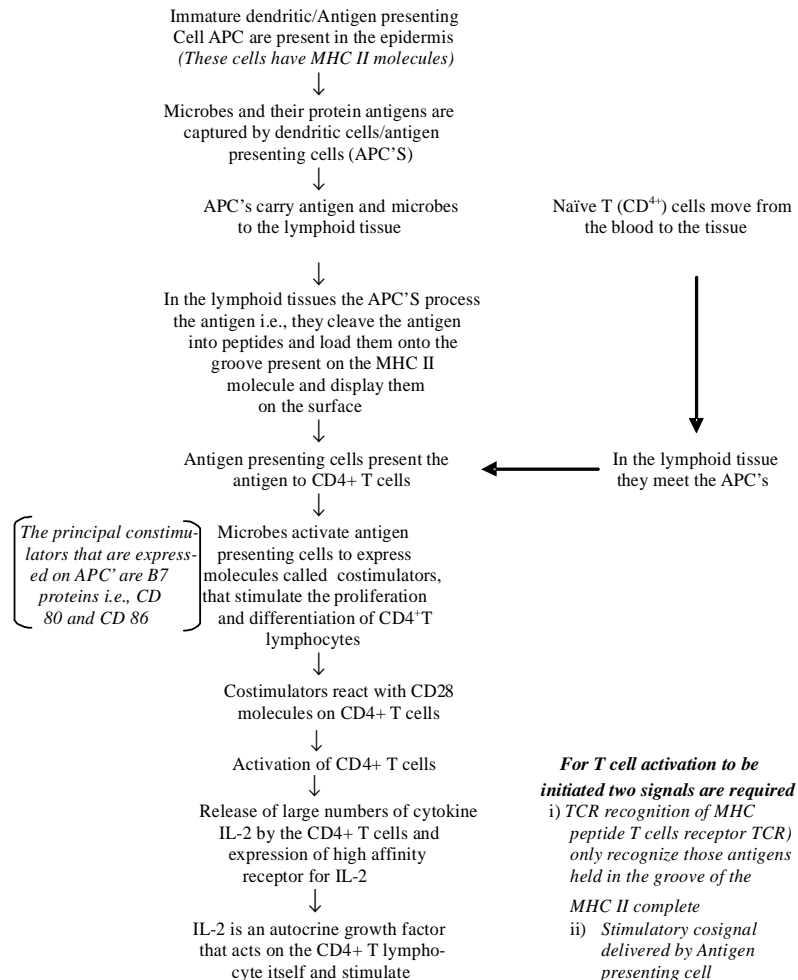 Immature dendritic/Antigen presenting
Cell APC are present in the epidermis
(These cells have MHC II molecules)
↓
Microbes and their protein antigens are
captured by dendritic cells/antigen
presenting cells (APC'S)
↓
APC's carry antigen and microbes
to the lymphoid tissue
Naïve T (CD4+) cells move from
the blood to the tissue
↓
In the lymphoid tissues the APC'S process
the antigen i.e., they cleave the antigen
into peptides and load them onto the
groove present on the MHC II
molecule and display them
on the surface
↓
Antigen presenting cells present the
antigen to CD4+ T cells
In the lymphoid tissue
they meet the APC's
The principal constimu-
lators that are express-
ed on APC' are B7
proteins i.e., CD
80 and CD 86
Microbes activate antigen
presenting cells to express
molecules called costimulators,
that stimulate the proliferation
and differentiation of CD4+T
lymphocytes
↓
Costimulators react with CD28
molecules on CD4+ T cells
↓
Activation of CD4+ T cells
↓
Release of large numbers of cytokine
IL-2 by the CD4+ T cells and
expression of high affinity
receptor for IL-2
↓
IL-2 is an autocrine growth factor
that acts on the CD4+ T lympho-
cyte itself and stimulate
For T cell activation to be
initiated two signals are required
i) TCR recognition of MHC
peptide T cells receptor TCR)
only recognize those antigens
held in the groove of the
MHC II complete
ii) Stimulatory cosignal
delivered by Antigen
presenting cell